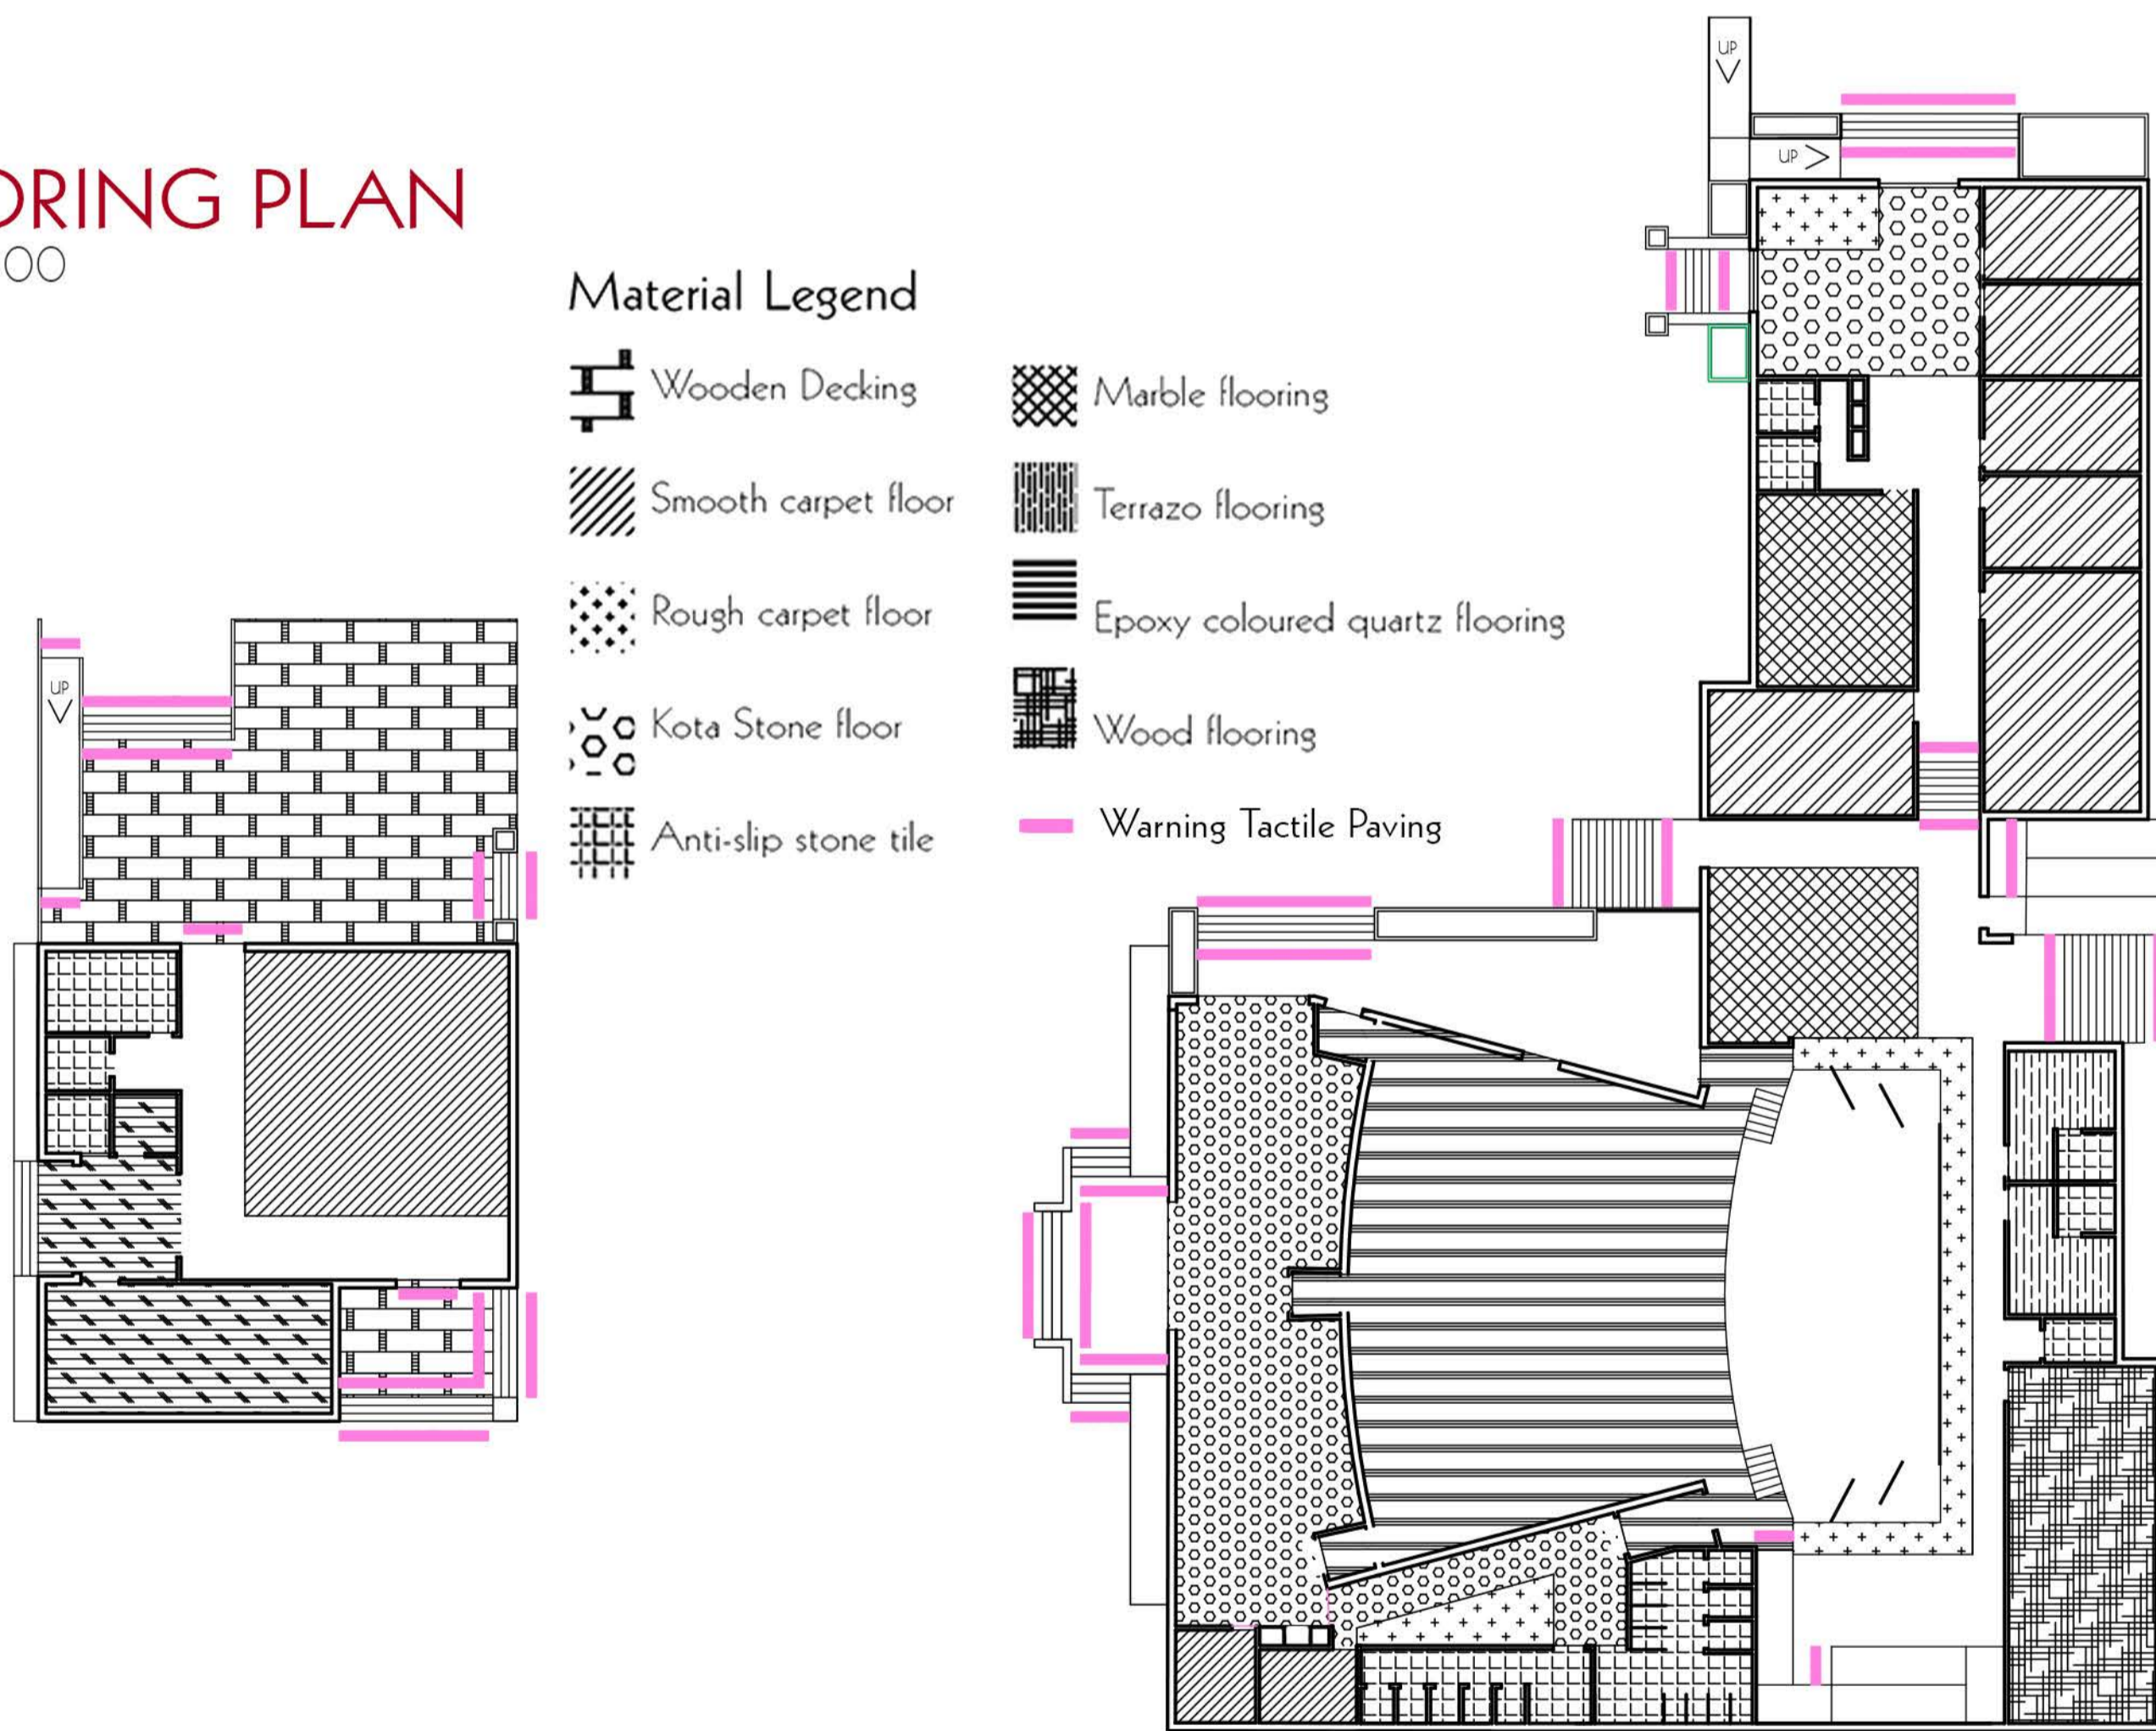 ORING PLAN
00
Material Legend
Wooden Decking
Smooth carpet floor
Rough carpet floor
Kota Stone floor
Anti-slip stone tile
Marble flooring
Terrazo flooring
Epoxy coloured quartz flooring
Wood flooring
Warning Tactile Paving
UP
UP
UP